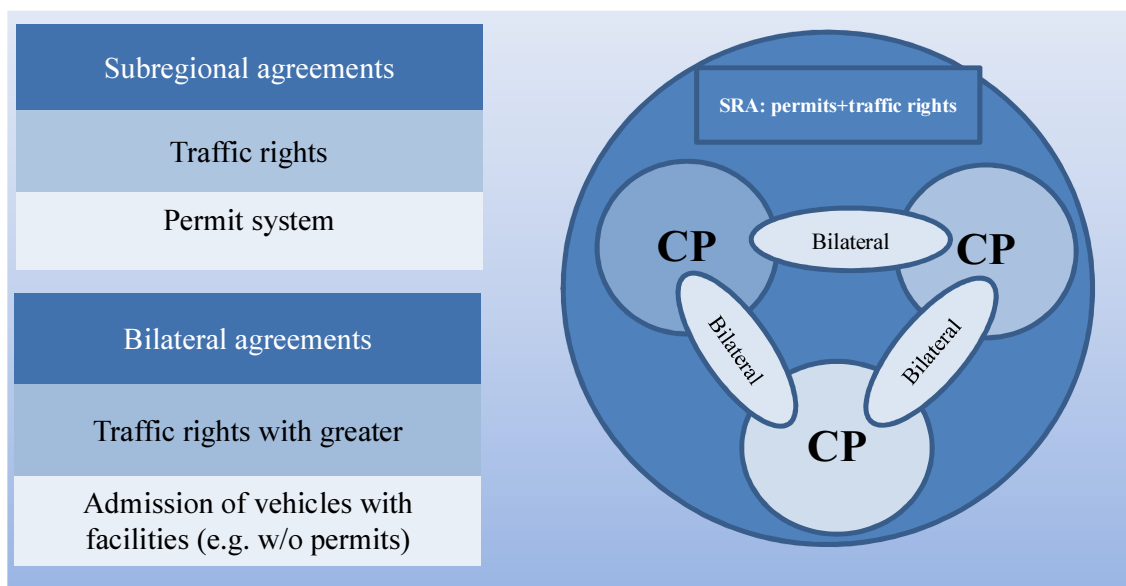 Subregional agreements
Traffic rights
Permit system
Bilateral agreements
Traffic rights with greater
Admission of vehicles with
facilities (e.g. w/o permits)
SRA: permits+traffic rights
CP
Bilateral
CP
Bilateral
Bilateral
CP